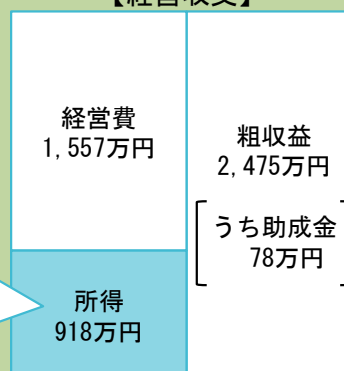 【経営収支】
経営費
1,557万円
粗収益
2,475万円
うち助成金
78万円
所得
918万円